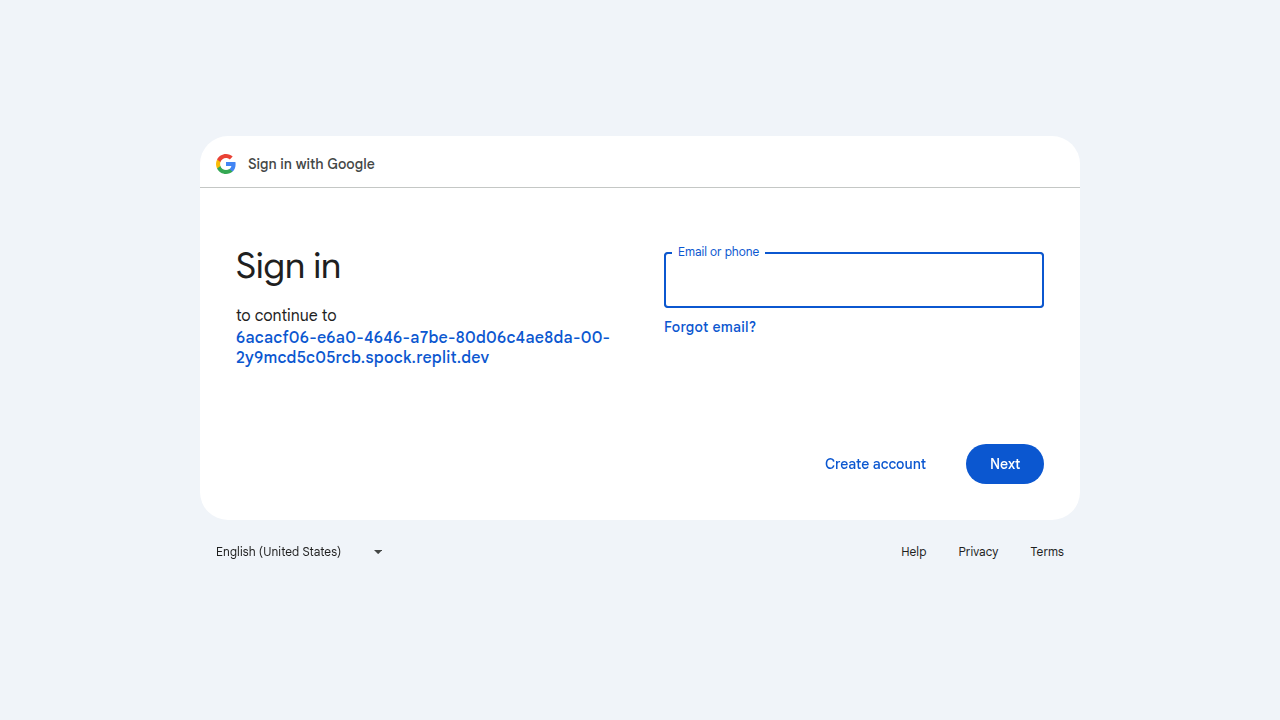 Sign in with Google
Sign in
to continue to
6acacf06-e6a0-4646-a7be-80d06c4ae8da-00-
2y9mcd5c05rcb.spock.replit.dev
Email or phone
Forgot email?
Create account
Next
English (United States)
Help
Privacy
Terms